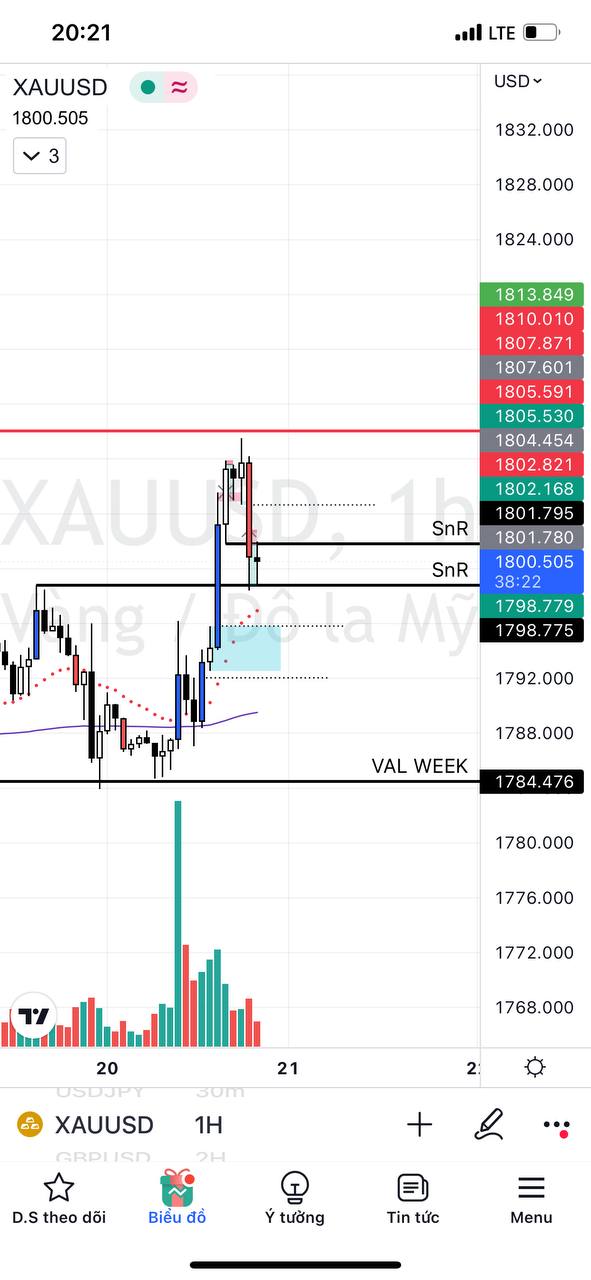 20:21
LTE
XAUUSD
USD
1800.505
3
1832.000
1828.000
1824.000
1813.849
1810.010
1807.871
1807.601
1805.591
1805.530
1804.454
1802.821
1802.168
1801.795
XAUUSD, 1h
SnR
1801.780
SnR
1800.505
38:22
1798.779
Vàng / Đô la Mỹ
1798.775
1792.000
1788.000
VAL WEEK
1784.476
1780.000
1776.000
1772.000
1768.000
20
21
USDJPY 30m
XAUUSD 1H
GBPUSD 2H
D.S theo dõi
Biểu đồ
Ý tưởng
Tin tức
Menu